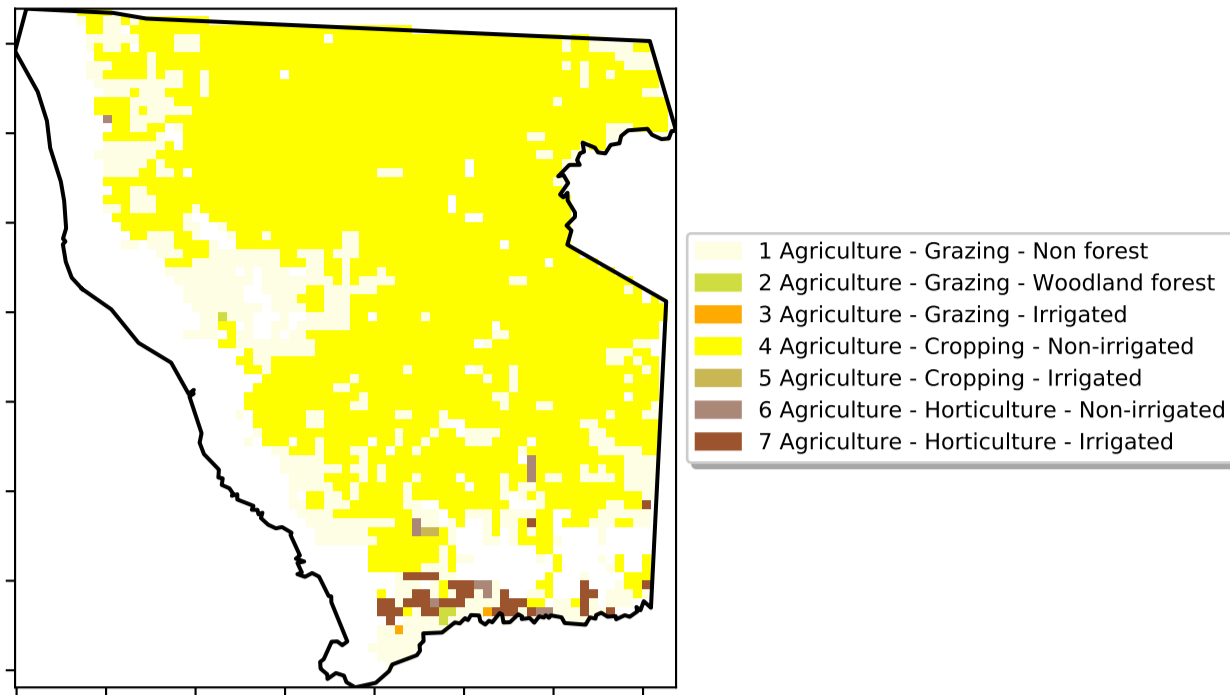 1 Agriculture - Grazing - Non forest
2 Agriculture - Grazing - Woodland forest
3 Agriculture - Grazing - Irrigated
4 Agriculture - Cropping - Non-irrigated
5 Agriculture - Cropping - Irrigated
6 Agriculture - Horticulture - Non-irrigated
7 Agriculture - Horticulture - Irrigated